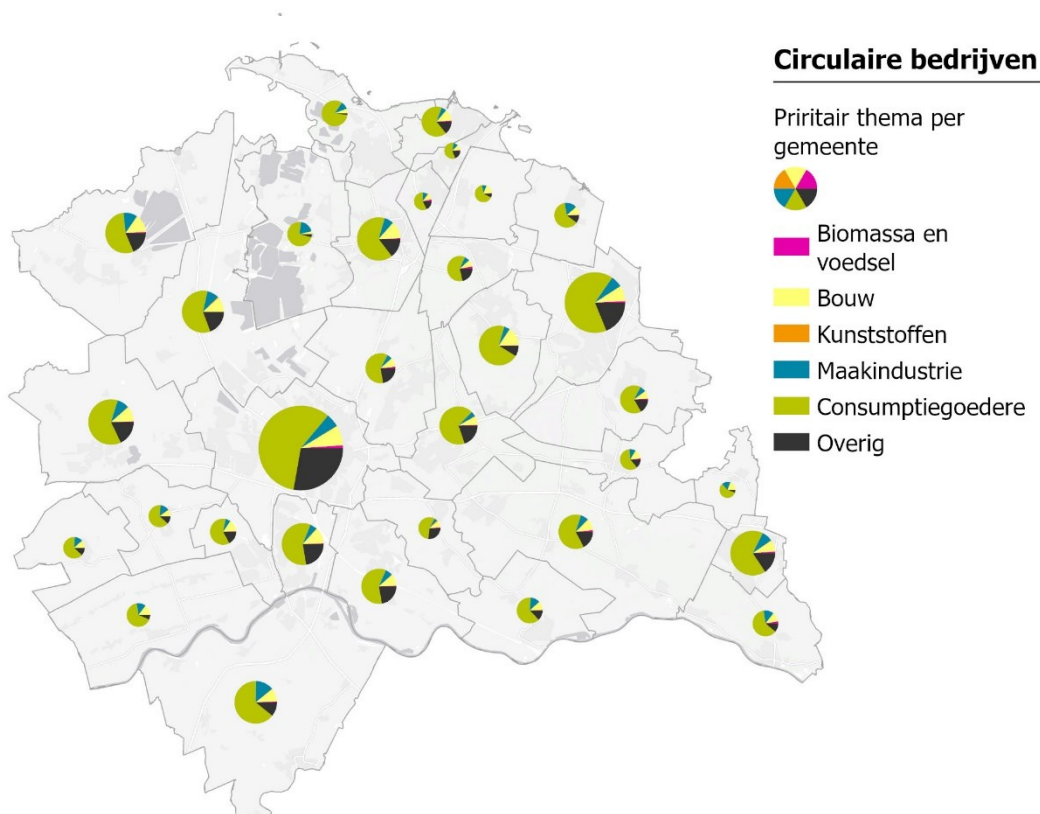 Circulaire bedrijven
Priritair thema per
gemeente
Biomassa en
voedsel
Bouw
Kunststoffen
Maakindustrie
Consumptiegoedere
Overig